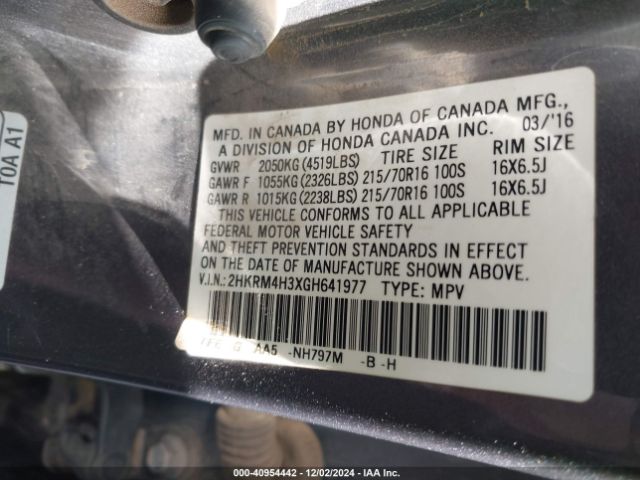 MFD. IN CANADA BY HONDA OF CANADA MFG.,
A DIVISION OF HONDA CANADA INC. 03/'16
GVWR 2050KG(4519LBS) TIRE SIZE RIM SIZE
GAWR F 1055KG(2326LBS) 215/70R16 100S 16X6.5J
GAWR R 1015KG(2238LBS) 215/70R16 100S 16X6.5J
THIS VEHICLE CONFORMS TO ALL APPLICABLE
FEDERAL MOTOR VEHICLE SAFETY
AND THEFT PREVENTION STANDARDS IN EFFECT
ON THE DATE OF MANUFACTURE SHOWN ABOVE.
V.I.N.: 2HKRM4H3XGH641977 TYPE: MPV
G AA5 -NH797M -B -H
TOA A1
000-40954442 - 12/02/2024 - IAA Inc.